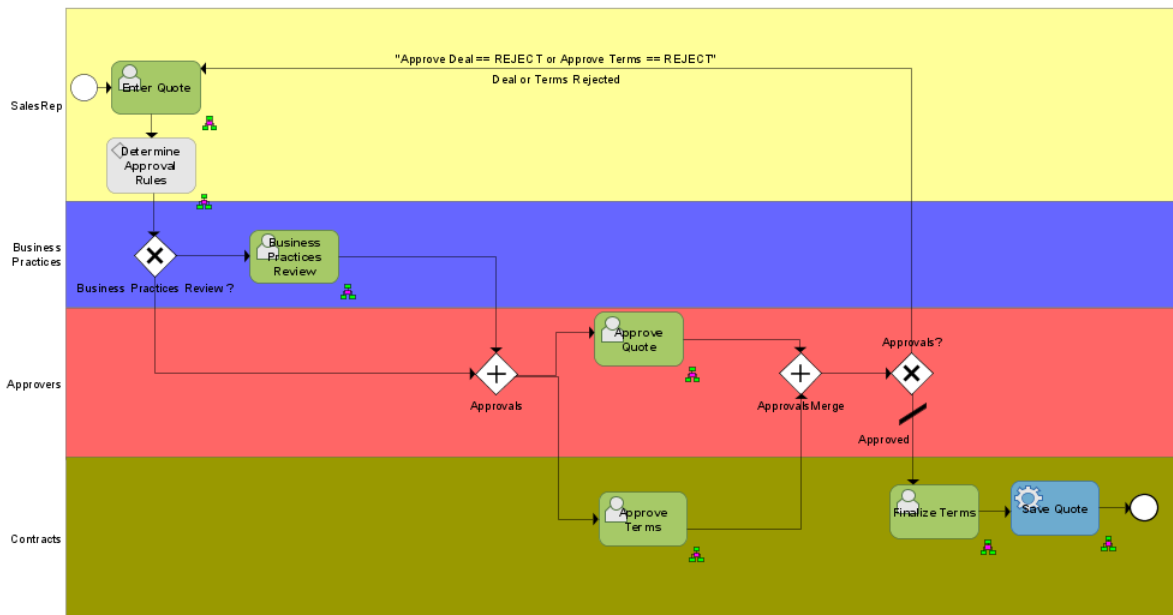 "Approve Deal == REJECT or Approve Terms == REJECT"
Deal or Terms Rejected
Enter Quote
SalesRep
Determine
Approval
Rules
Business
Practices
Business
Practices
Review
Business Practices Review ?
Approve
Quote
Approvals?
Approvers
Approvals
ApprovalsMerge
Approved
Approve
Terms
Finalize Terms
Save Quote
Contracts